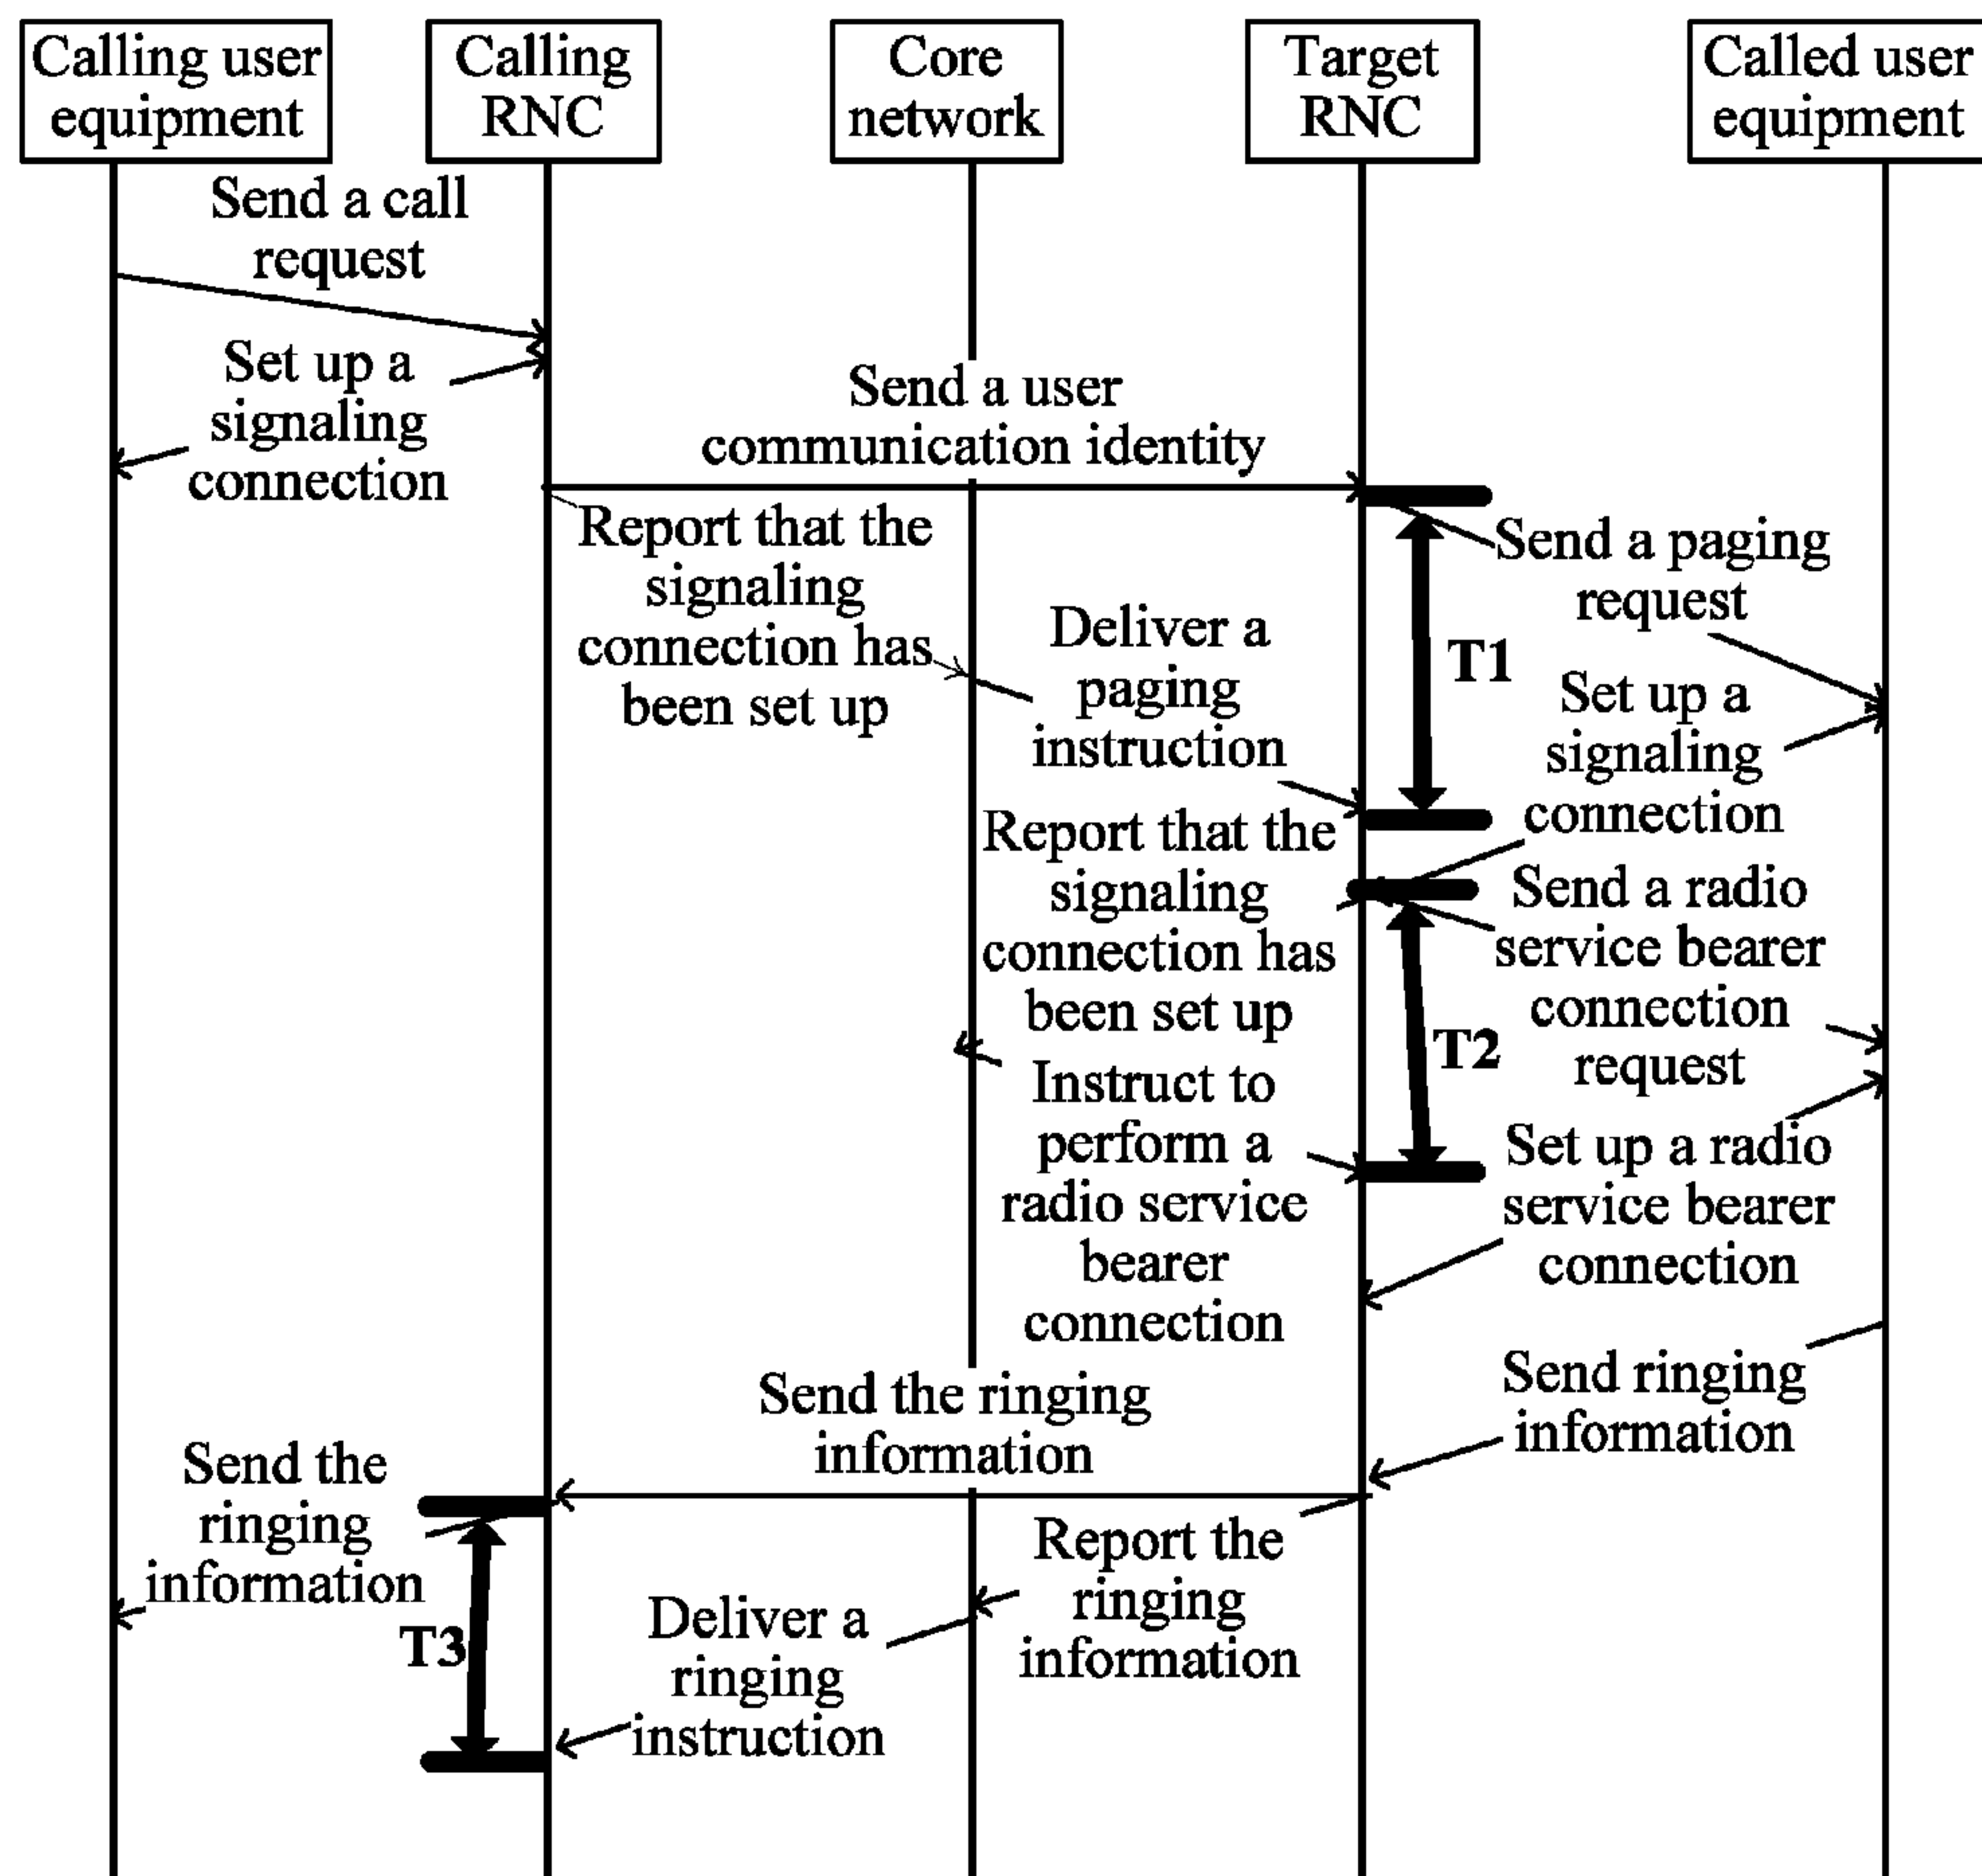 Calling user
equipment
Calling
RNC
Core
network
Target
RNC
Called user
equipment
Send a call
request
Set up a
signaling
connection
Send a user
communication identity
Report that the
signaling
connection has
been set up
Deliver a
paging
instruction
Send a paging
request
T1
Set up a
signaling
connection
Report that the
signaling
connection has
been set up
Send a radio
service bearer
connection
request
T2
Instruct to
perform a
radio service
bearer
connection
Set up a radio
service bearer
connection
Send ringing
information
Send the ringing
information
Send the
ringing
information
Report the
ringing
information
T3
Deliver a
ringing
instruction